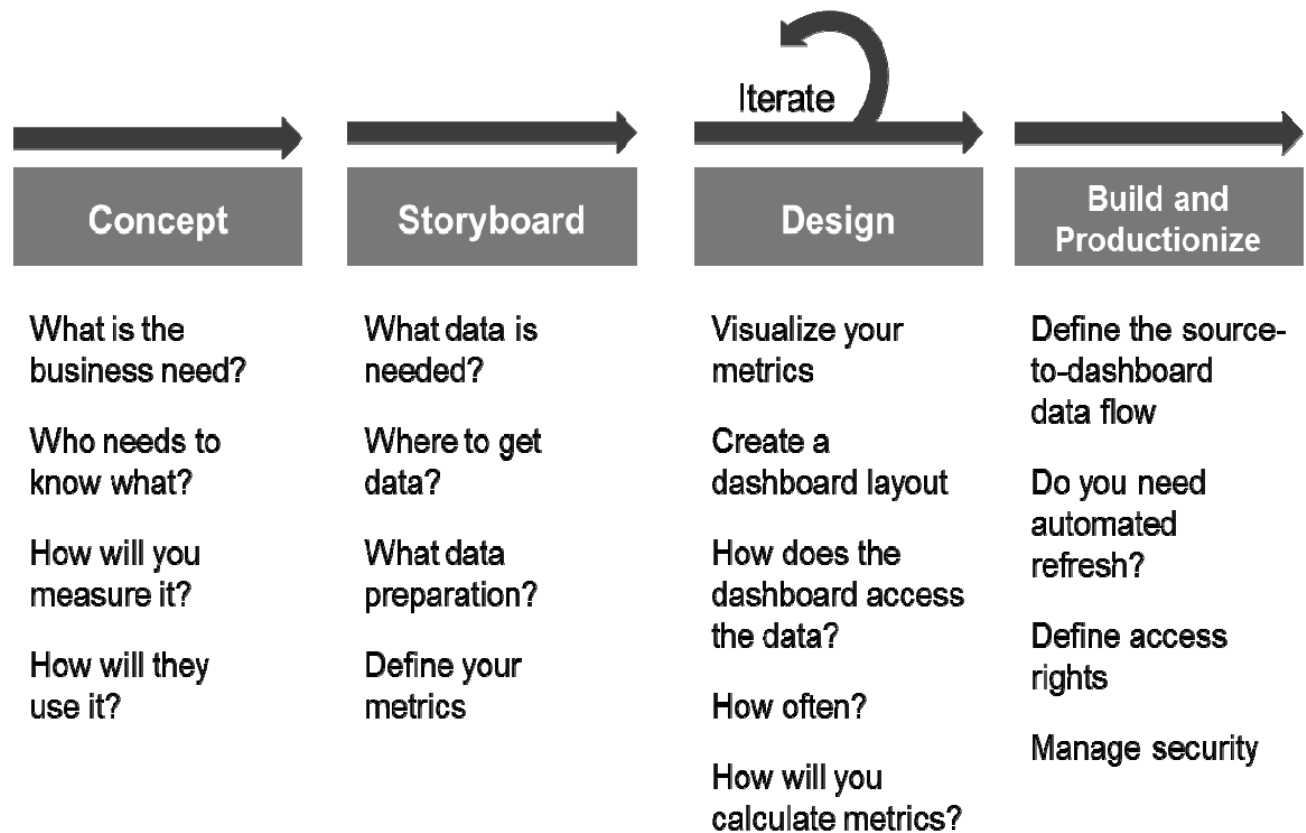 Iterate
Concept
What is the
business need?
Who needs to
know what?
How will you
measure it?
How will they
use it?
Storyboard
What data is
needed?
Where to get
data?
What data
preparation?
Define your
metrics
Design
Visualize your
metrics
Create a
dashboard layout
How does the
dashboard access
the data?
How often?
How will you
calculate metrics?
Build and
Productionize
Define the source-
to-dashboard
data flow
Do you need
automated
refresh?
Define access
rights
Manage security